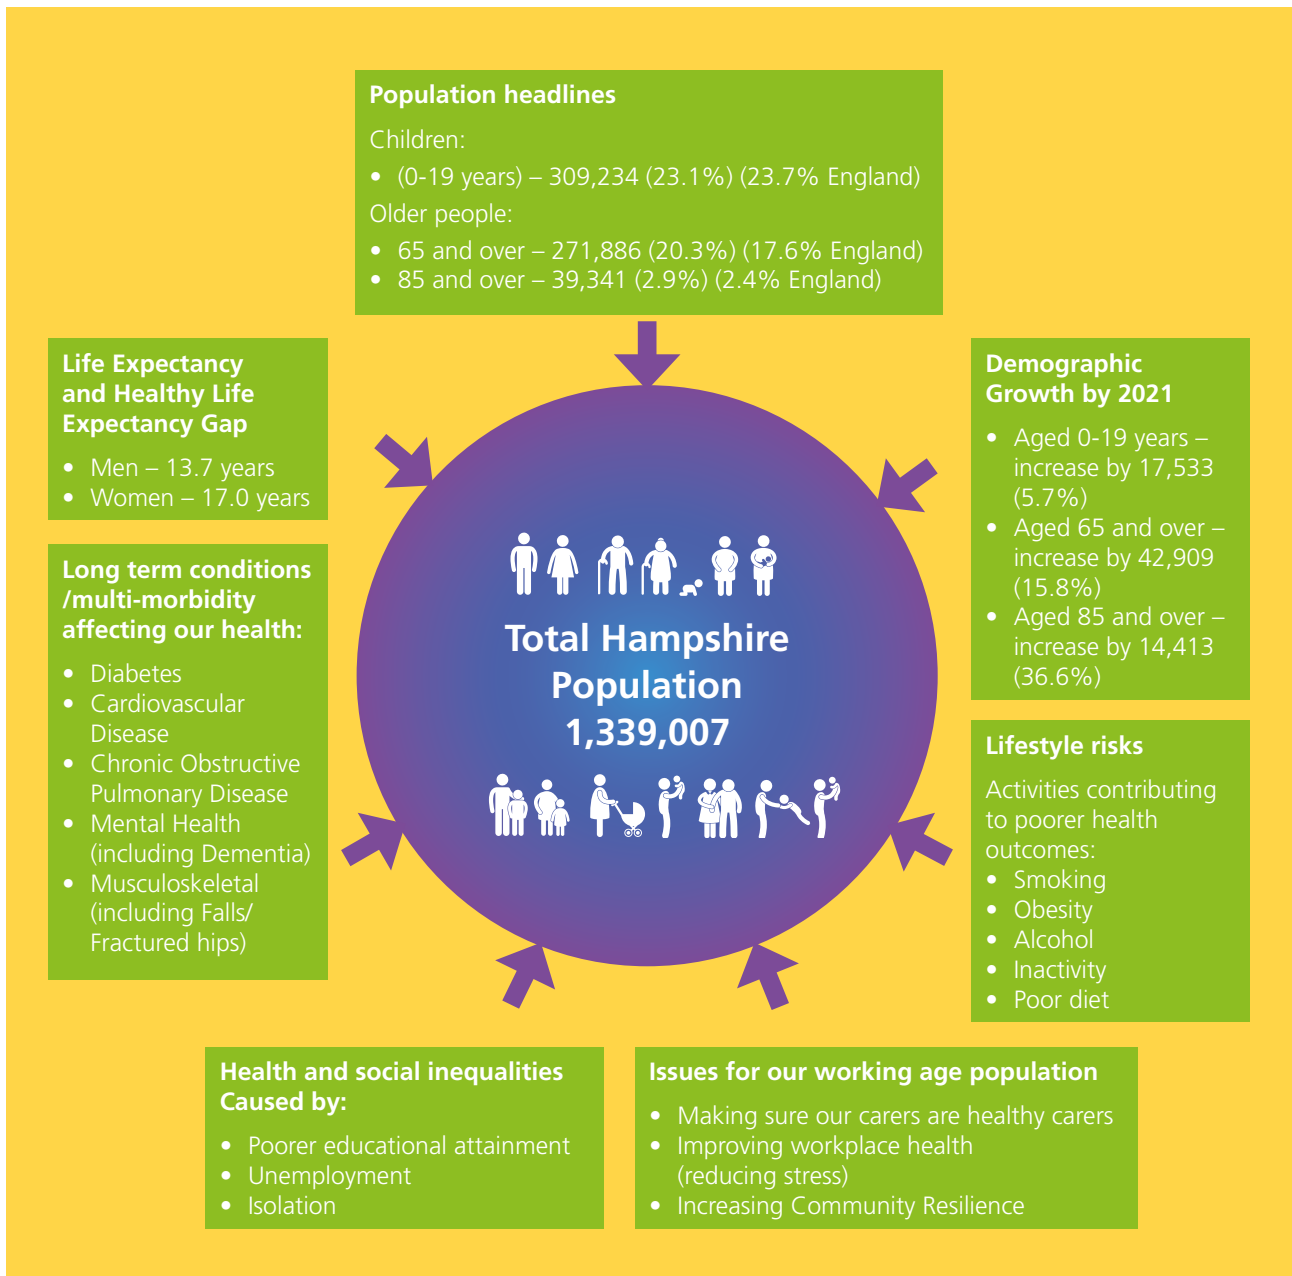 Population headlines
Children:
• (0-19 years) – 309,234 (23.1%) (23.7% England)
Older people:
• 65 and over – 271,886 (20.3%) (17.6% England)
• 85 and over – 39,341 (2.9%) (2.4% England)
Life Expectancy
and Healthy Life
Expectancy Gap
• Men – 13.7 years
• Women – 17.0 years
Demographic
Growth by 2021
• Aged 0-19 years –
increase by 17,533
(5.7%)
• Aged 65 and over –
increase by 42,909
(15.8%)
• Aged 85 and over –
increase by 14,413
(36.6%)
Long term conditions
/multi-morbidity
affecting our health:
• Diabetes
• Cardiovascular
Disease
• Chronic Obstructive
Pulmonary Disease
• Mental Health
(including Dementia)
• Musculoskeletal
(including Falls/
Fractured hips)
Total Hampshire
Population
1,339,007
Lifestyle risks
Activities contributing
to poorer health
outcomes:
• Smoking
• Obesity
• Alcohol
• Inactivity
• Poor diet
Health and social inequalities
Caused by:
• Poorer educational attainment
• Unemployment
• Isolation
Issues for our working age population
• Making sure our carers are healthy carers
• Improving workplace health
(reducing stress)
• Increasing Community Resilience